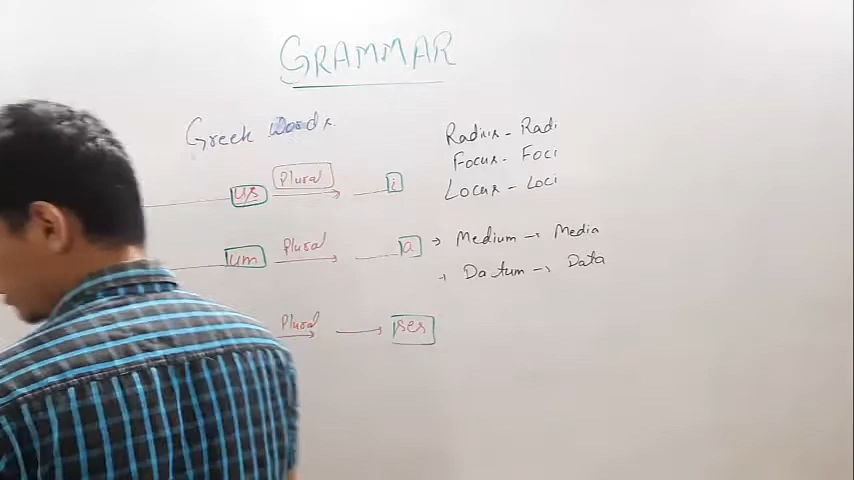 GRAMMAR
Greek Words
us Plural i
Radius - Radi
Focus - Foci
Locus - Loci
um Plural a → Medium → Media
→ Datum → Data
Plural → ses